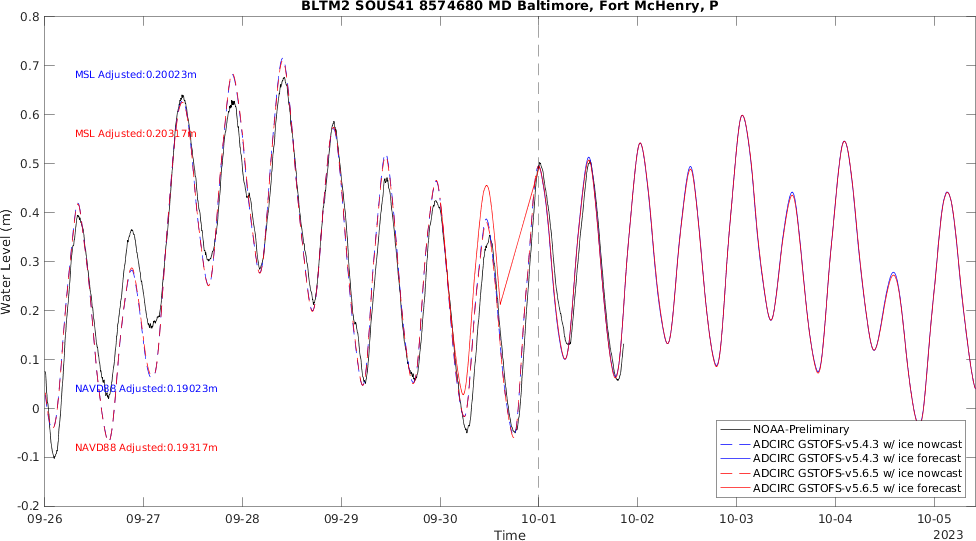 BLTM2 SOUS41 8574680 MD Baltimore, Fort McHenry, P
0.8
0.7
0.6
0.5
0.4
0.3
0.2
0.1
0
-0.1
-0.2
Water Level (m)
MSL Adjusted:0.20023m
MSL Adjusted:0.20317m
NAVD88 Adjusted:0.19023m
NAVD88 Adjusted:0.19317m
NOAA-Preliminary
ADCIRC GSTOFS-v5.4.3 w/ ice nowcast
ADCIRC GSTOFS-v5.4.3 w/ ice forecast
ADCIRC GSTOFS-v5.6.5 w/ ice nowcast
ADCIRC GSTOFS-v5.6.5 w/ ice forecast
09-26 09-27 09-28 09-29 09-30 10-01 10-02 10-03 10-04 10-05
Time
2023